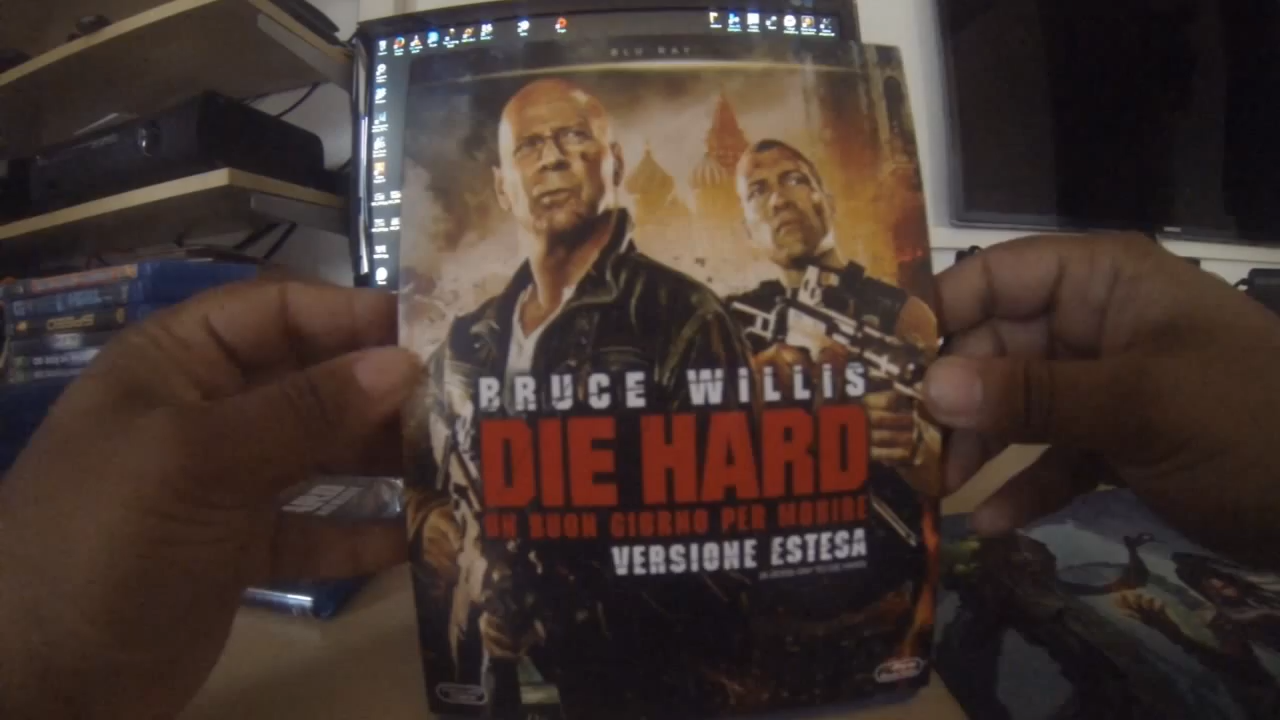 BLU RAY
BRUCE WILLIS
DIE HARD
UN BUON GIORNO PER MORIRE
VERSIONE ESTESA